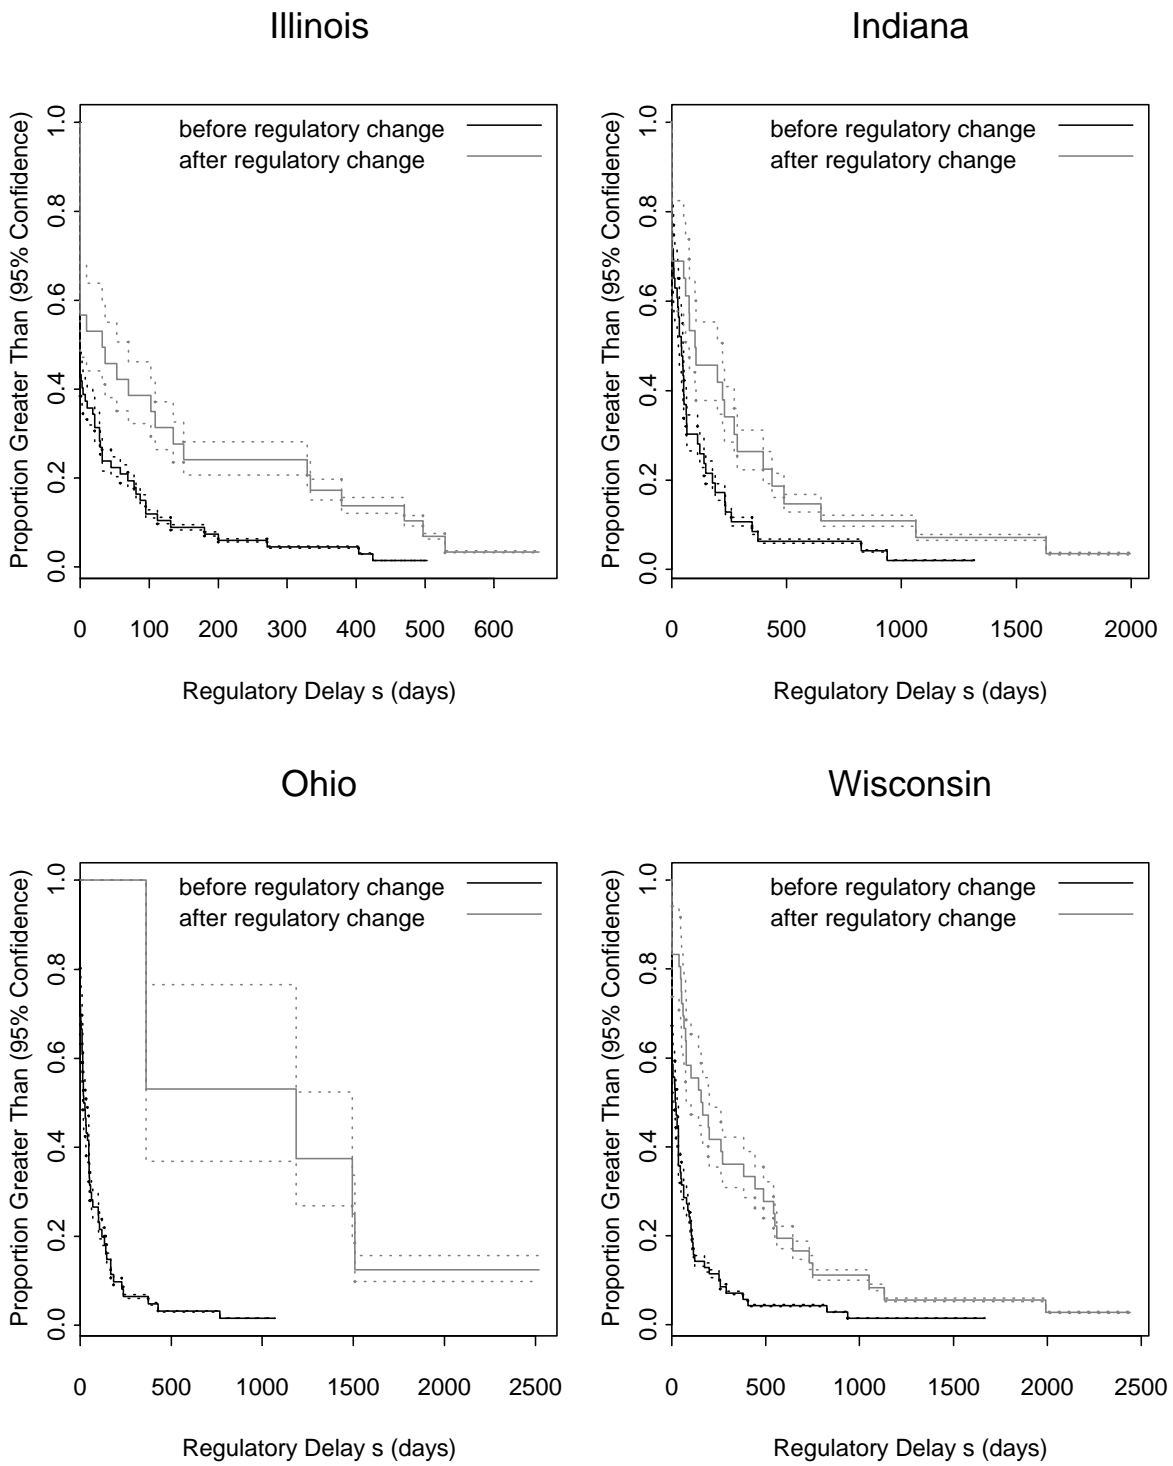 Illinois
Proportion Greater Than (95% Confidence)
1.0
0.8
0.6
0.4
0.2
0.0
before regulatory change
after regulatory change
0 100 200 300 400 500 600
Regulatory Delay s (days)
Indiana
Proportion Greater Than (95% Confidence)
1.0
0.8
0.6
0.4
0.2
0.0
before regulatory change
after regulatory change
0 500 1000 1500 2000
Regulatory Delay s (days)
Ohio
Proportion Greater Than (95% Confidence)
1.0
0.8
0.6
0.4
0.2
0.0
before regulatory change
after regulatory change
0 500 1000 1500 2000 2500
Regulatory Delay s (days)
Wisconsin
Proportion Greater Than (95% Confidence)
1.0
0.8
0.6
0.4
0.2
0.0
before regulatory change
after regulatory change
0 500 1000 1500 2000 2500
Regulatory Delay s (days)